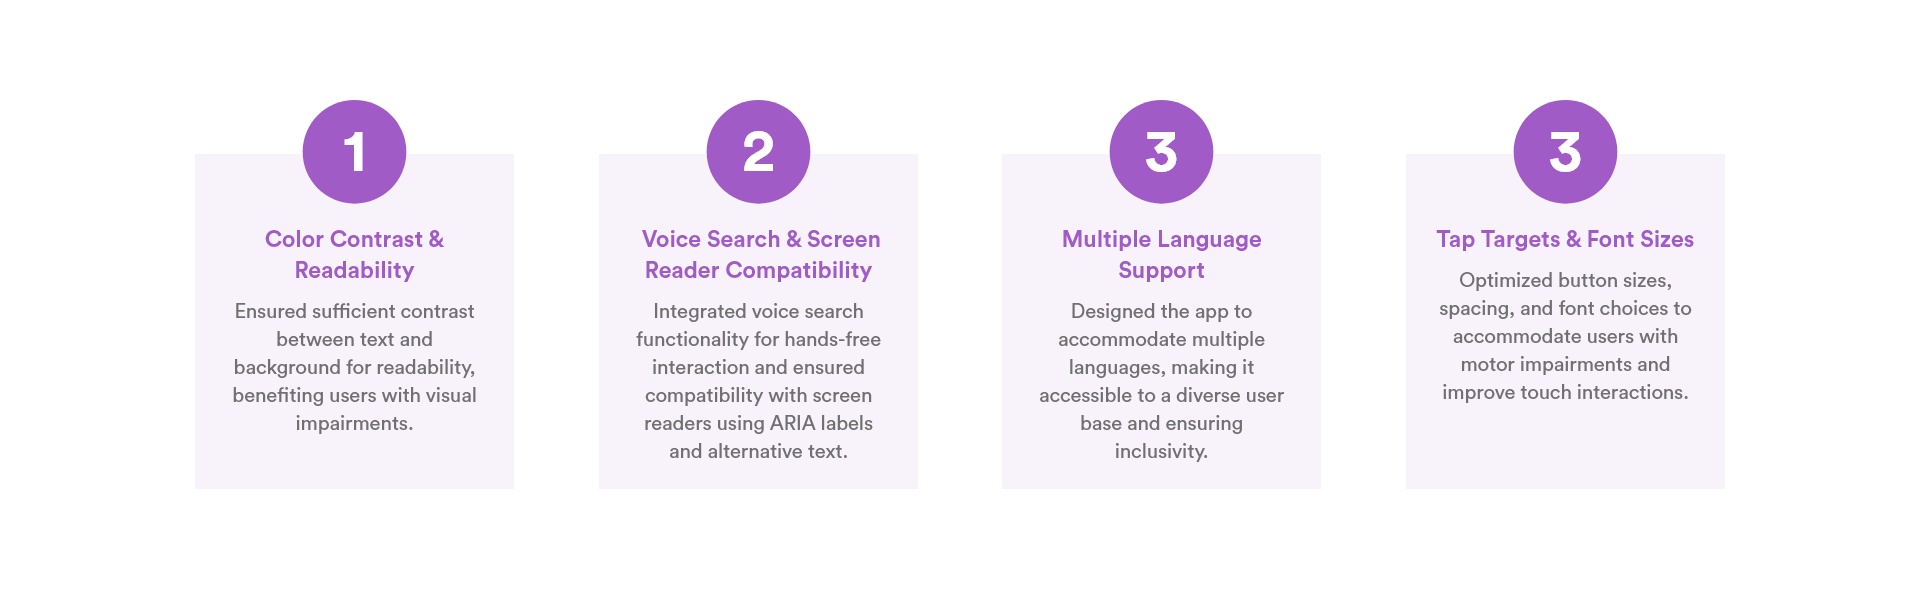 1
Color Contrast &
Readability
Ensured sufficient contrast
between text and
background for readability,
benefiting users with visual
impairments.
2
Voice Search & Screen
Reader Compatibility
Integrated voice search
functionality for hands-free
interaction and ensured
compatibility with screen
readers using ARIA labels
and alternative text.
3
Multiple Language
Support
Designed the app to
accommodate multiple
languages, making it
accessible to a diverse user
base and ensuring
inclusivity.
3
Tap Targets & Font Sizes
Optimized button sizes,
spacing, and font choices to
accommodate users with
motor impairments and
improve touch interactions.